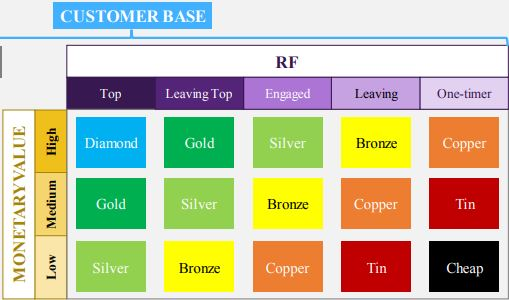 CUSTOMER BASE
RF
Top Leaving Top Engaged Leaving One-timer
MONETARY VALUE
High Diamond Gold Silver Bronze Copper
Medium Gold Silver Bronze Copper Tin
Low Silver Bronze Copper Tin Cheap